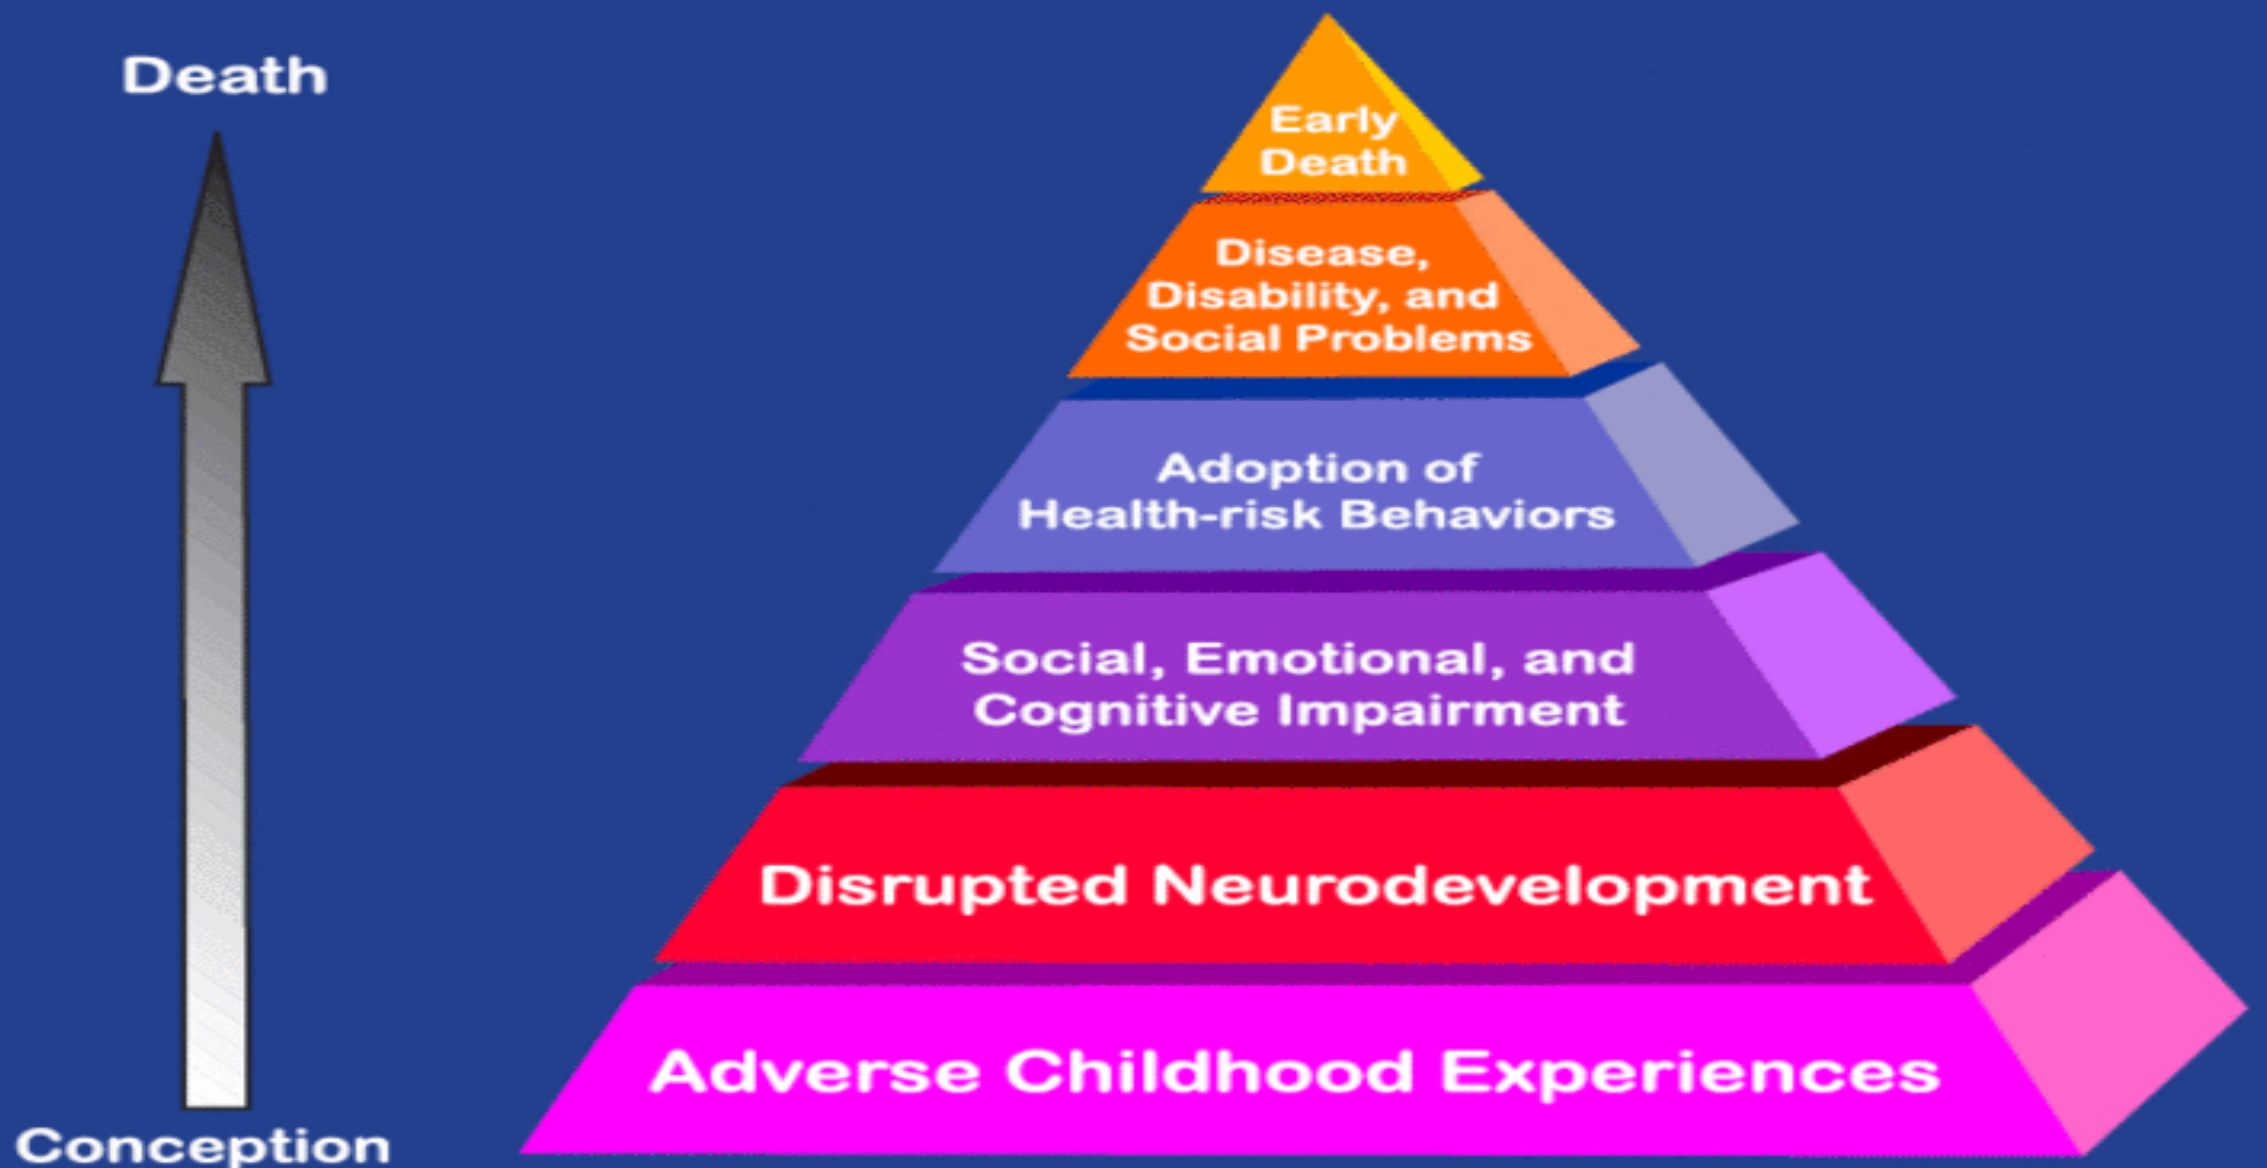 Death
Early
Death
Disease,
Disability, and
Social Problems
Adoption of
Health-risk Behaviors
Social, Emotional, and
Cognitive Impairment
Disrupted Neurodevelopment
Adverse Childhood Experiences
Conception